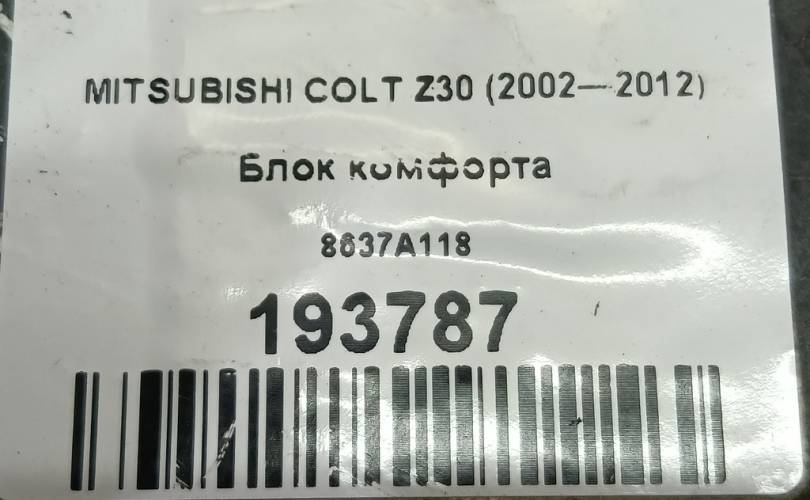 MITSUBISHI COLT Z30 (2002—2012)
Блок комфорта
8637A118
193787